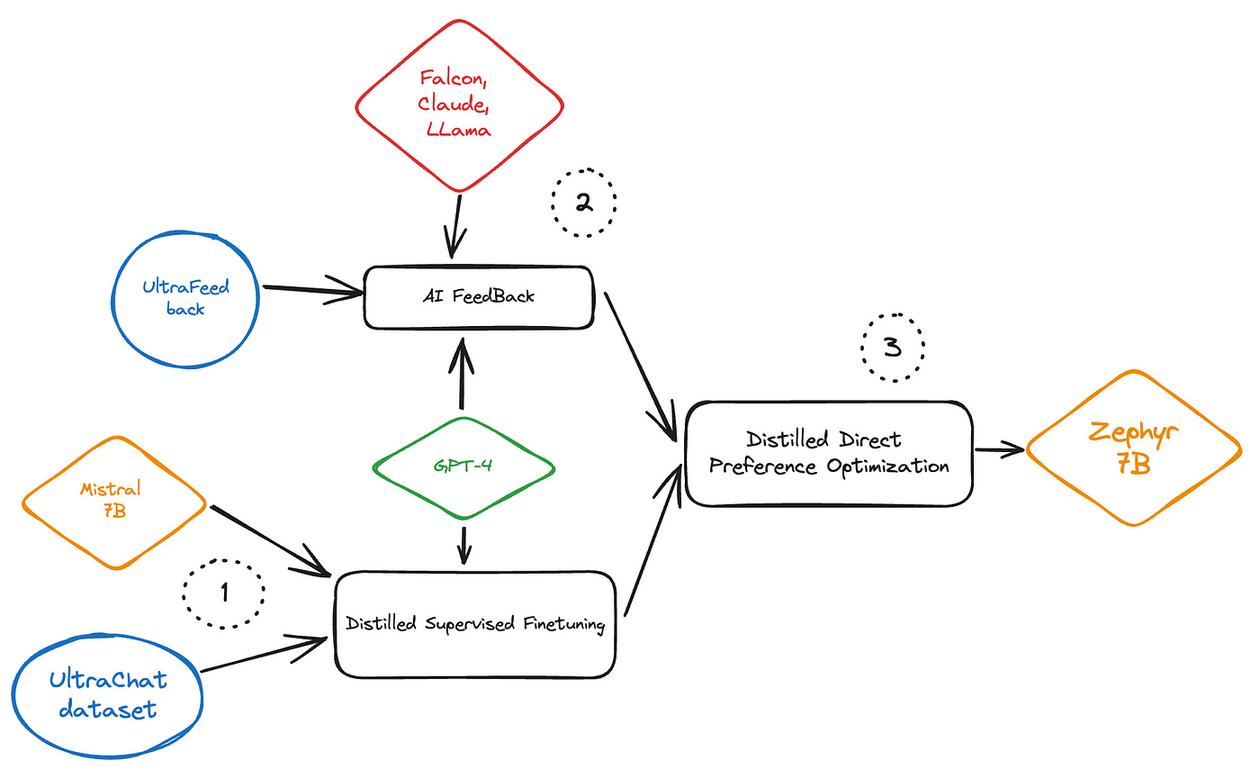 Falcon,
Claude,
LLama
2
UltraFeed
back
AI FeedBack
3
Distilled Direct
Preference Optimization
Zephyr
7B
GPT-4
Mistral
7B
1
Distilled Supervised Finetuning
UltraChat
dataset